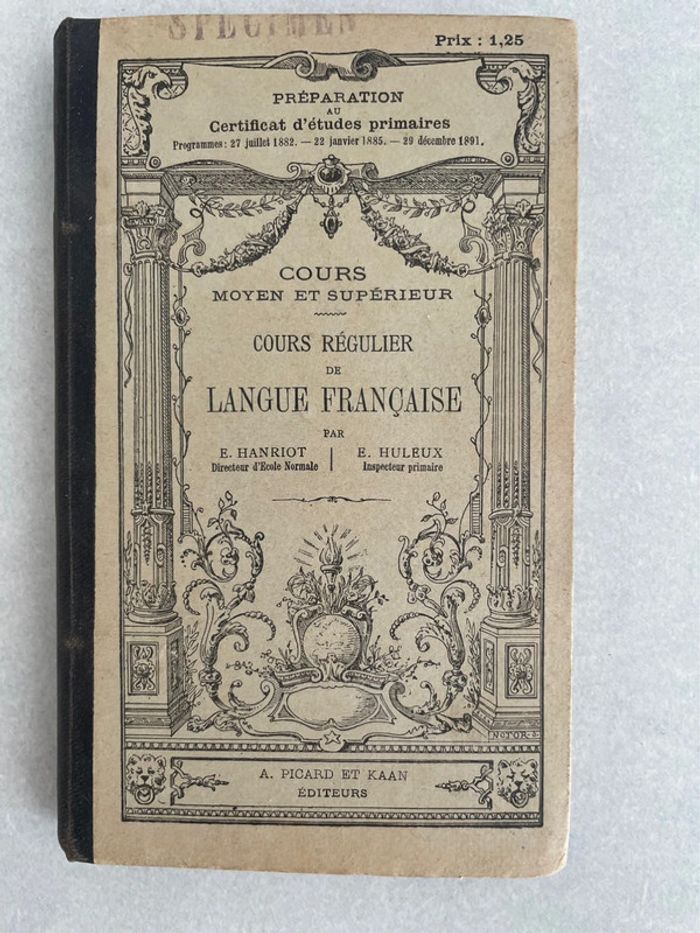 SPECIMEN
Prix : 1,25
PRÉPARATION
AU
Certificat d'études primaires
Programmes : 27 juillet 1882. — 22 janvier 1885. — 29 décembre 1891.
COURS
MOYEN ET SUPÉRIEUR
COURS RÉGULIER
DE
LANGUE FRANÇAISE
PAR
E. HANRIOT | E. HULEUX
Directeur d'Ecole Normale | Inspecteur primaire
A. PICARD ET KAAN
ÉDITEURS